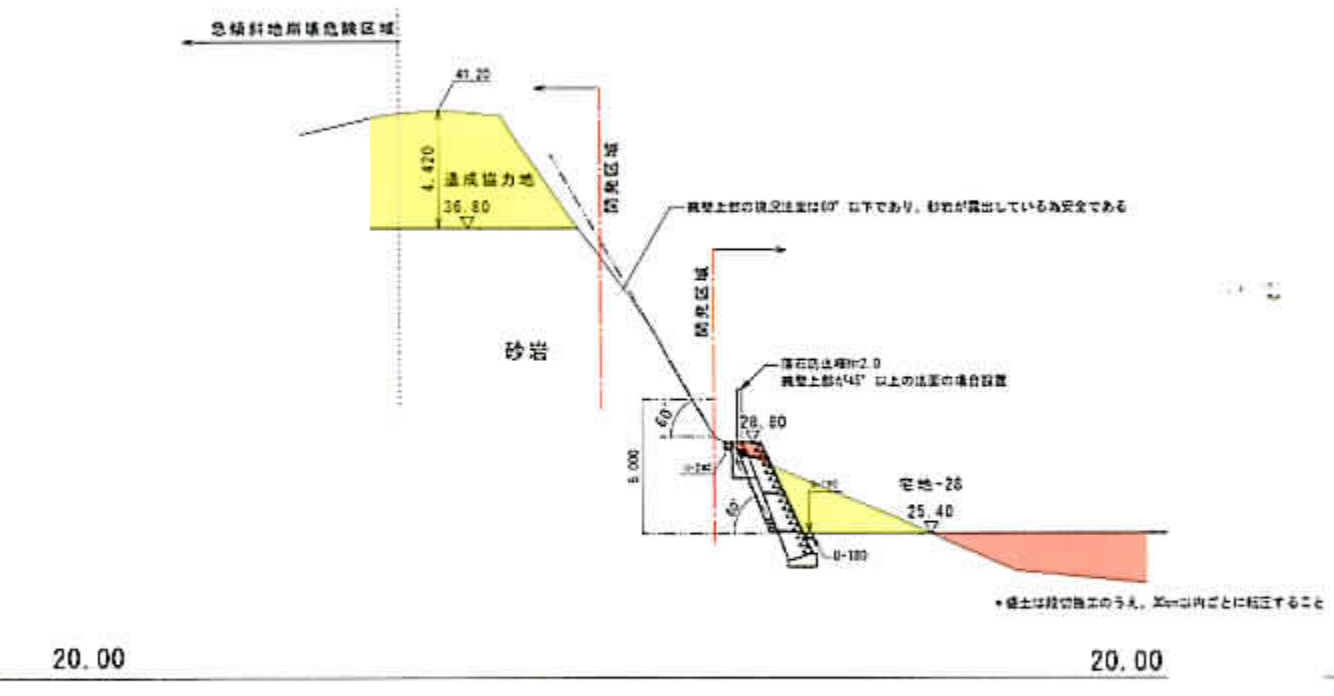 急傾斜地崩壊危険区域
41.20
開発区域
4.420
造成協力地
36.80
擁壁上部の現況法面は60°以下であり、砂岩が露出している為安全である
開発区域
砂岩
落石防止柵H=2.0
擁壁上部が45°以上の法面の場合設置
60°
28.80
5.000
宅地-28
25.40
60°
U-180
*盛土は段切施工のうえ、30cm以内ごとに転圧すること
20.00
20.00